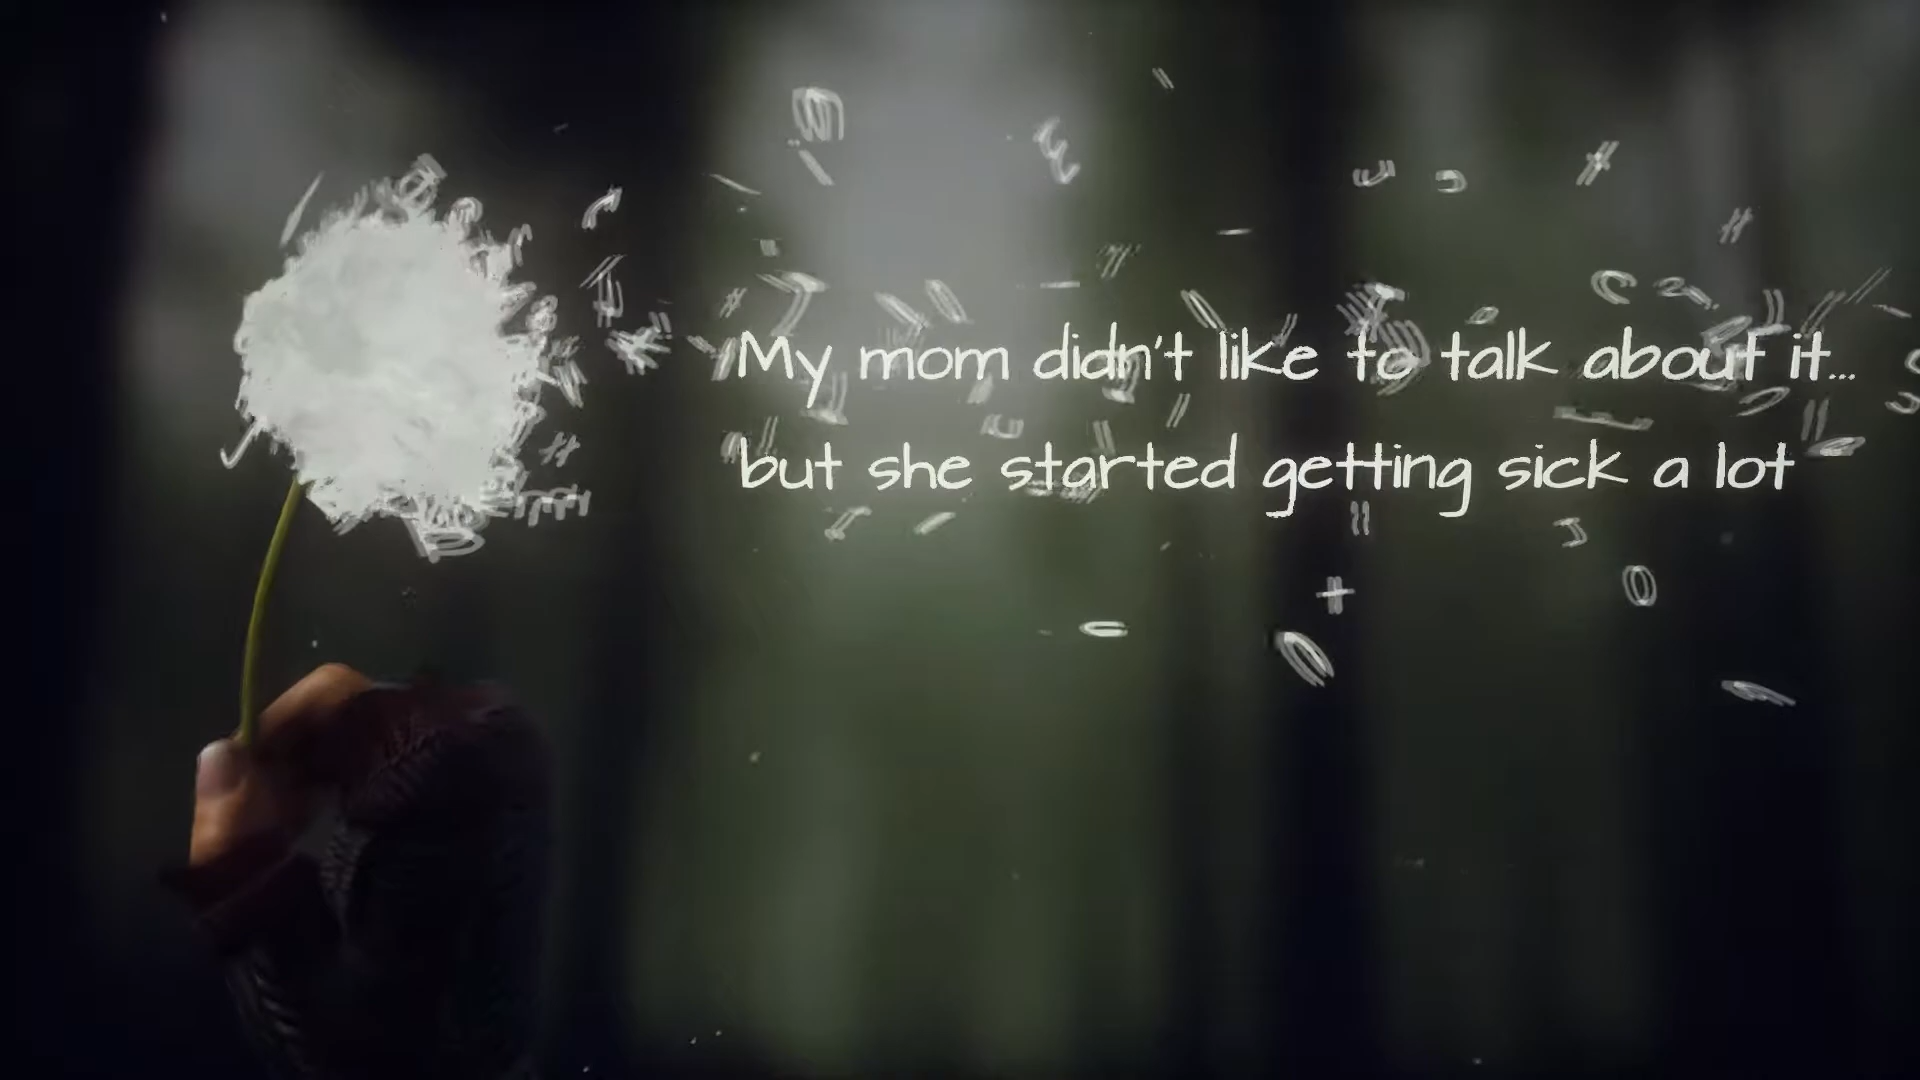 My mom didn't like to talk about it...
but she started getting sick a lot